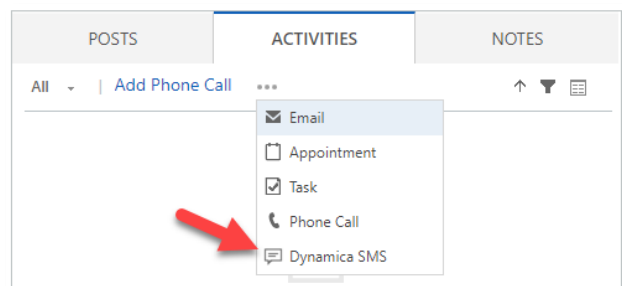 POSTS ACTIVITIES NOTES
All | Add Phone Call ...
Email
Appointment
Task
Phone Call
Dynamica SMS